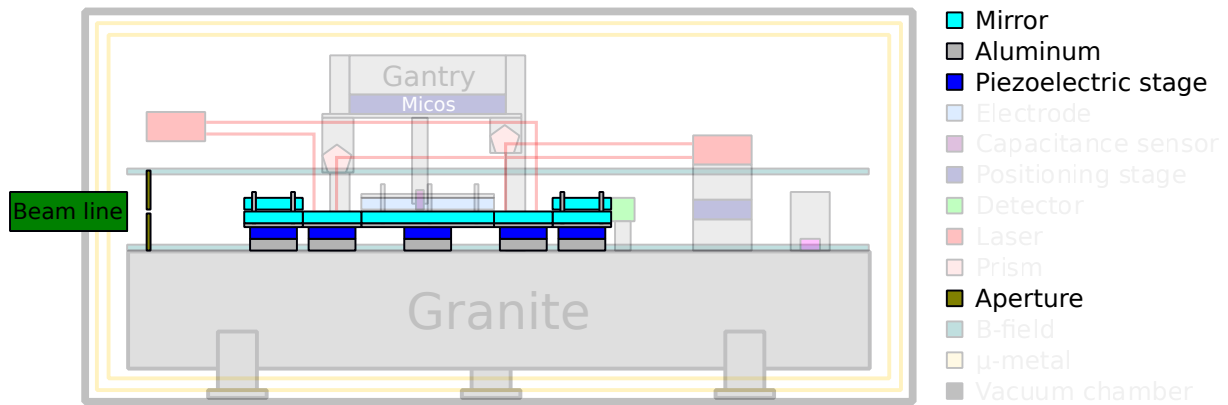 Gantry
Micos
Beam line
Granite
Mirror
Aluminum
Piezoelectric stage
Electrode
Capacitance sensor
Positioning stage
Detector
Laser
Prism
Aperture
B-field
μ-metal
Vacuum chamber